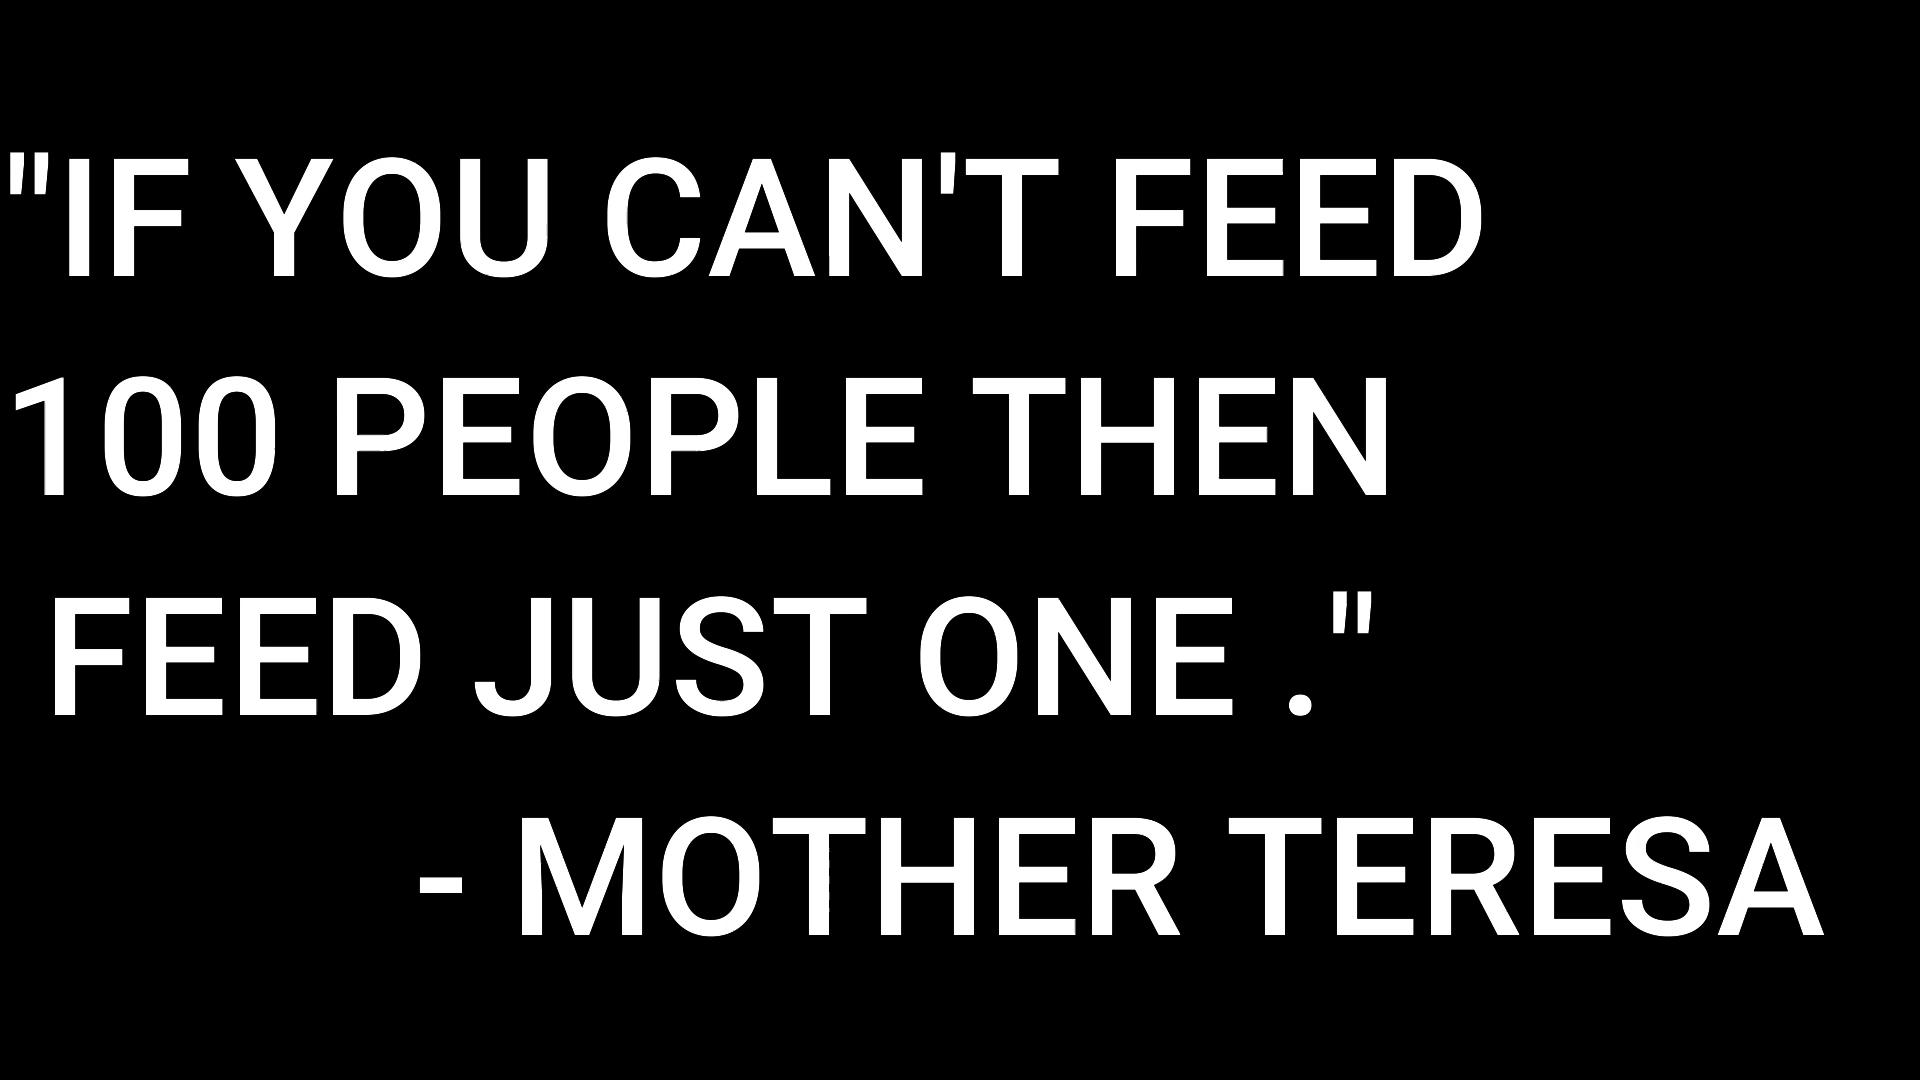 "IF YOU CAN'T FEED
100 PEOPLE THEN
FEED JUST ONE ."
- MOTHER TERESA